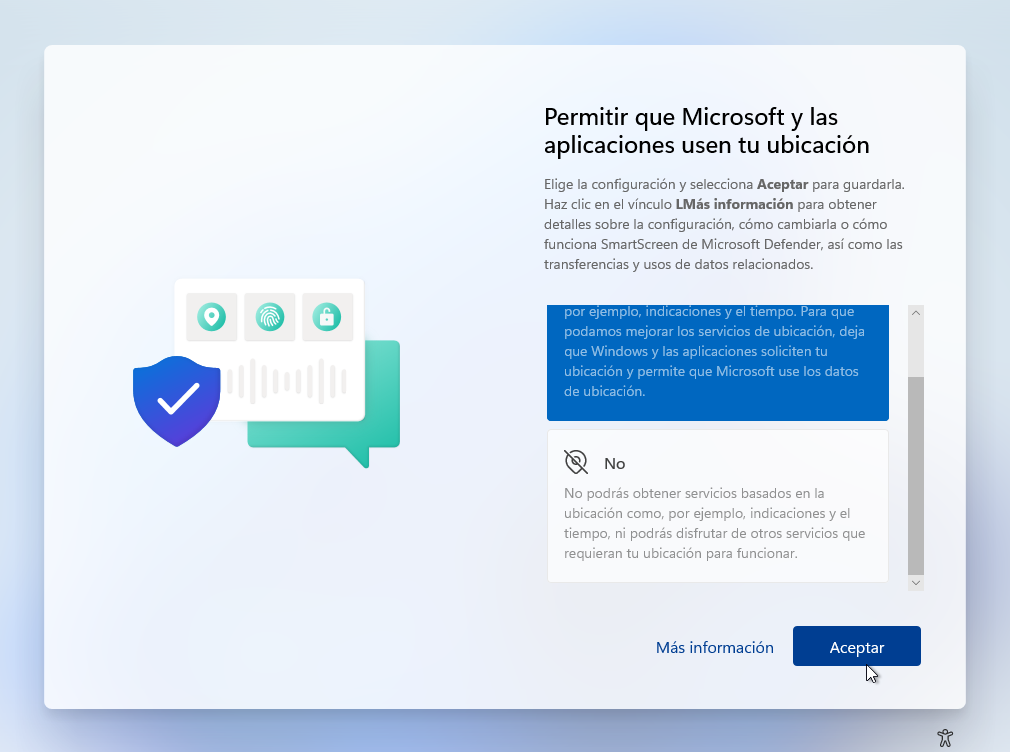 Permitir que Microsoft y las
aplicaciones usen tu ubicación
Elige la configuración y selecciona Aceptar para guardarla.
Haz clic en el vínculo LMás información para obtener
detalles sobre la configuración, cómo cambiarla o cómo
funciona SmartScreen de Microsoft Defender, así como las
transferencias y usos de datos relacionados.
por ejemplo, indicaciones y el tiempo. Para que
podamos mejorar los servicios de ubicación, deja
que Windows y las aplicaciones soliciten tu
ubicación y permite que Microsoft use los datos
de ubicación.
No
No podrás obtener servicios basados en la
ubicación como, por ejemplo, indicaciones y el
tiempo, ni podrás disfrutar de otros servicios que
requieran tu ubicación para funcionar.
Más información
Aceptar